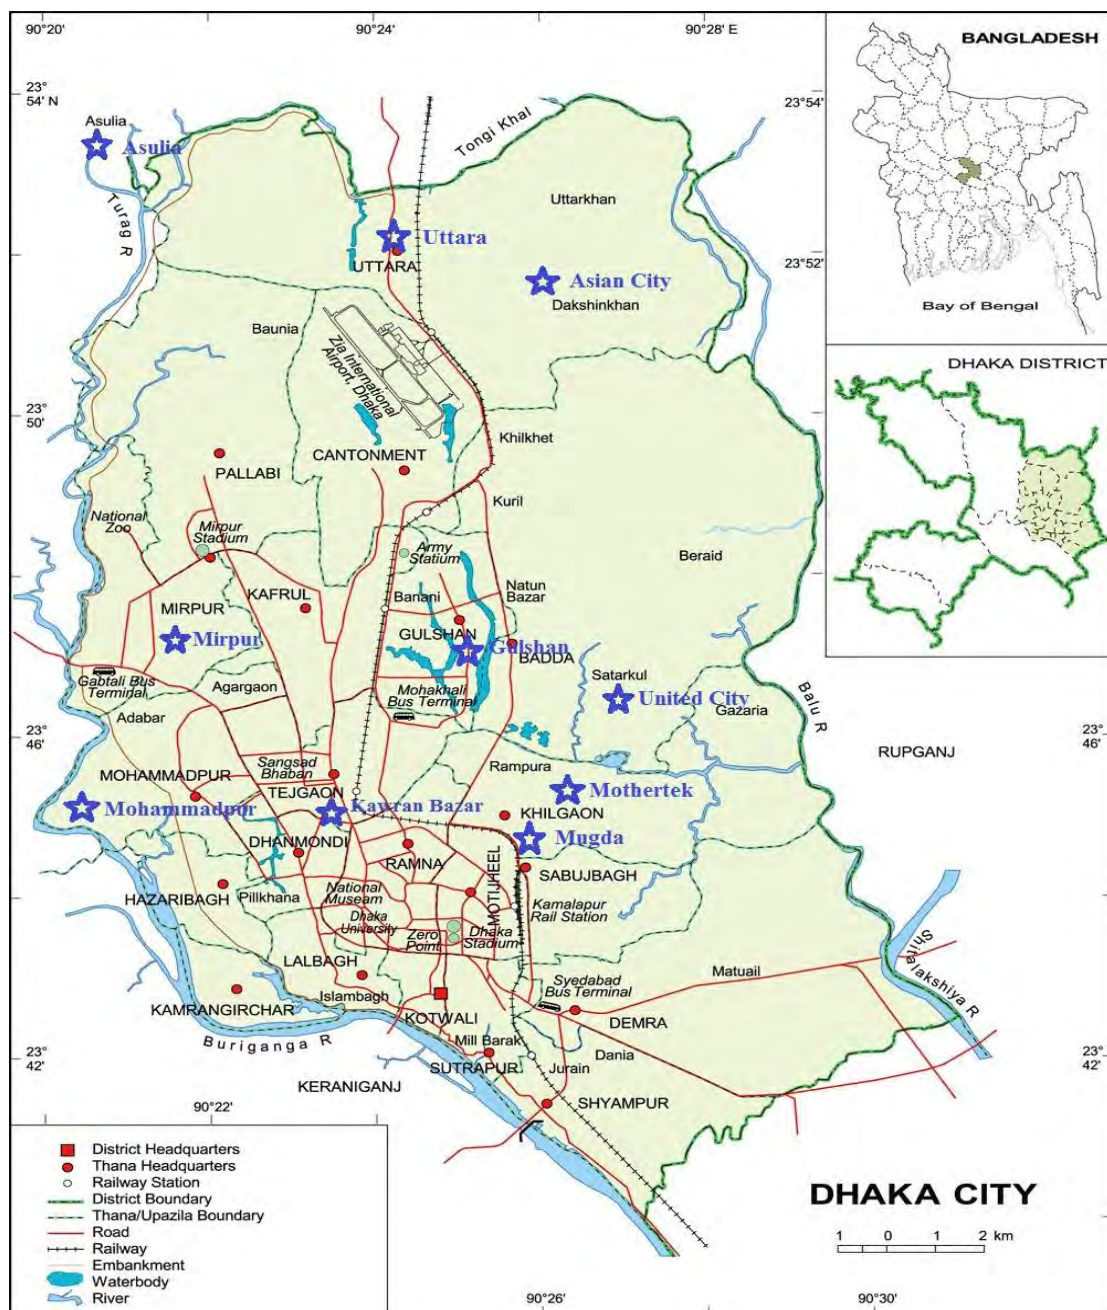 90°20'
90°24'
90°28' E
BANGLADESH
Bay of Bengal
DHAKA DISTRICT
23°
54' N
23°54'
Asulia
Asulia
Tongi Khal
Turag R
Uttarkhan
Uttara
UTTARA
23°52'
Asian City
Dakshinkhan
Baunia
Zia International
Airport, Dhaka
23°
50'
Khilkhet
CANTONMENT
PALLABI
Kuril
National
Zoo
Mirpur
Stadium
Army
Statium
Beraid
Natun
Bazar
Banani
KAFRUL
MIRPUR
Mirpur
GULSHAN
Gulshan
BADDA
Gabtali Bus
Terminal
Agargaon
Mohakhali
Bus Terminal
Satarkul
United City
Gazaria
Balu R
Adabar
23°
46'
23°
46'
RUPGANJ
Sangsad
Bhaban
Rampura
MOHAMMADPUR
TEJGAON
Mothertek
Mohammadpur
Kawran Bazar
KHILGAON
Mugda
DHANMONDI
RAMNA
MOTIJHEEL
SABUJBAGH
HAZARIBAGH
Pilikhana
National
Museam
Kamalapur
Rail Station
Dhaka
University
Zero
Point
Dhaka
Stadium
Shitalakshiya R
LALBAGH
Syedabad
Bus Terminal
Matuail
KAMRANGIRCHAR
Islambagh
KOTWALI
DEMRA
Buriganga R
Mill Barak
Dania
23°
42'
23°
42'
SUTRAPUR
Jurain
KERANIGANJ
SHYAMPUR
90°22'
District Headquarters
Thana Headquarters
Railway Station
District Boundary
Thana/Upazila Boundary
Road
Railway
Embankment
Waterbody
River
DHAKA CITY
1 0 1 2 km
90°26'
90°30'